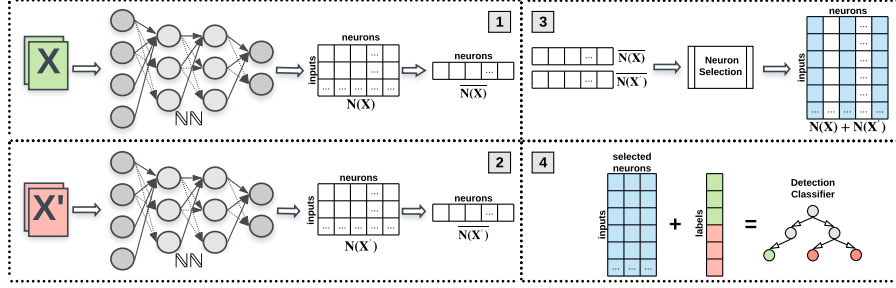 1
X
NN
neurons
inputs
...
...
... ... ... ... ...
N(X)
neurons
...
N(X)
2
X'
NN
neurons
inputs
...
...
... ... ... ... ...
N(X′)
neurons
...
N(X′)
3
...
N(X)
...
N(X′)
Neuron
Selection
neurons
inputs
...
...
...
...
...
... ... ... ... ...
N(X) + N(X′)
4
selected
neurons
inputs
... ... ...
+
labels
=
Detection
Classifier